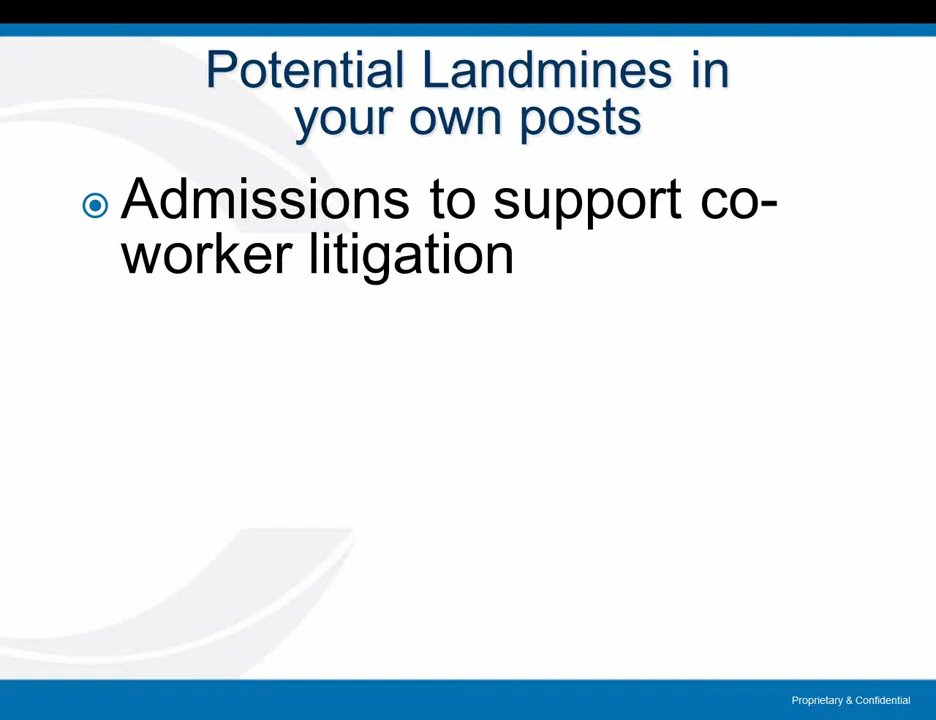 Potential Landmines in
your own posts
Admissions to support co-
worker litigation
Proprietary & Confidential